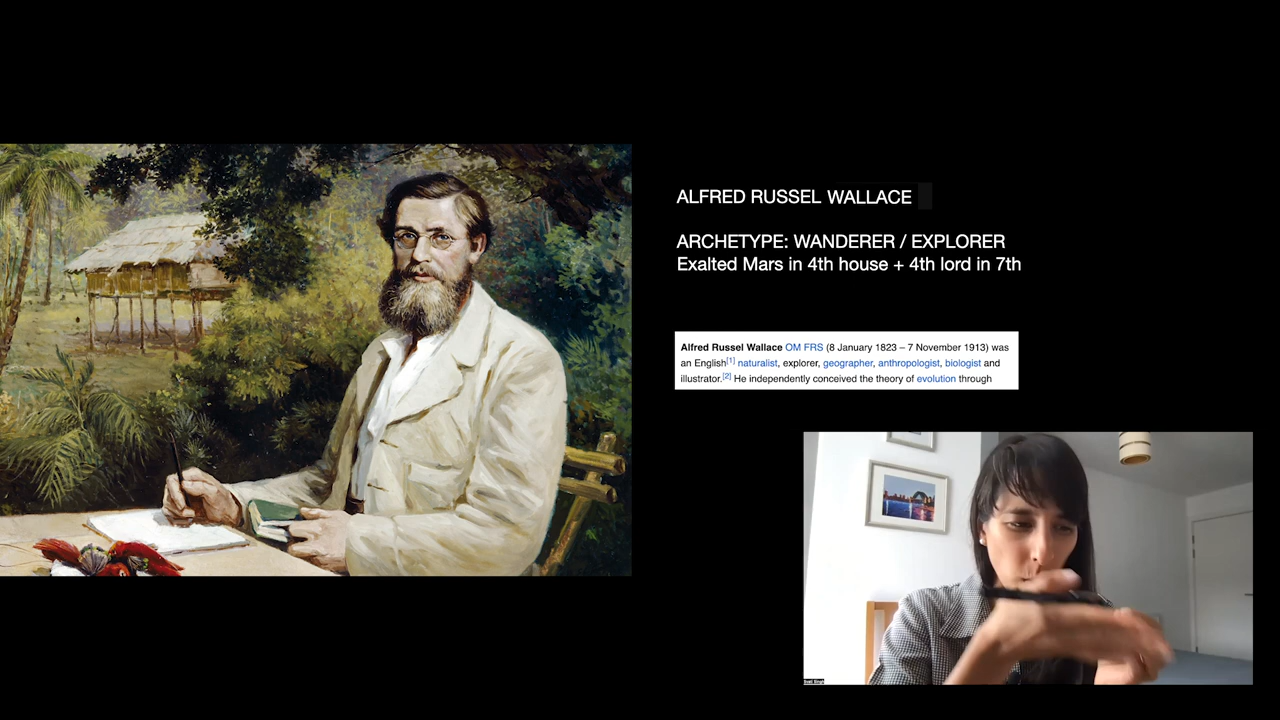 ALFRED RUSSEL WALLACE
ARCHETYPE: WANDERER / EXPLORER
Exalted Mars in 4th house + 4th lord in 7th
Alfred Russel Wallace OM FRS (8 January 1823 – 7 November 1913) was
an English[1] naturalist, explorer, geographer, anthropologist, biologist and
illustrator.[2] He independently conceived the theory of evolution through